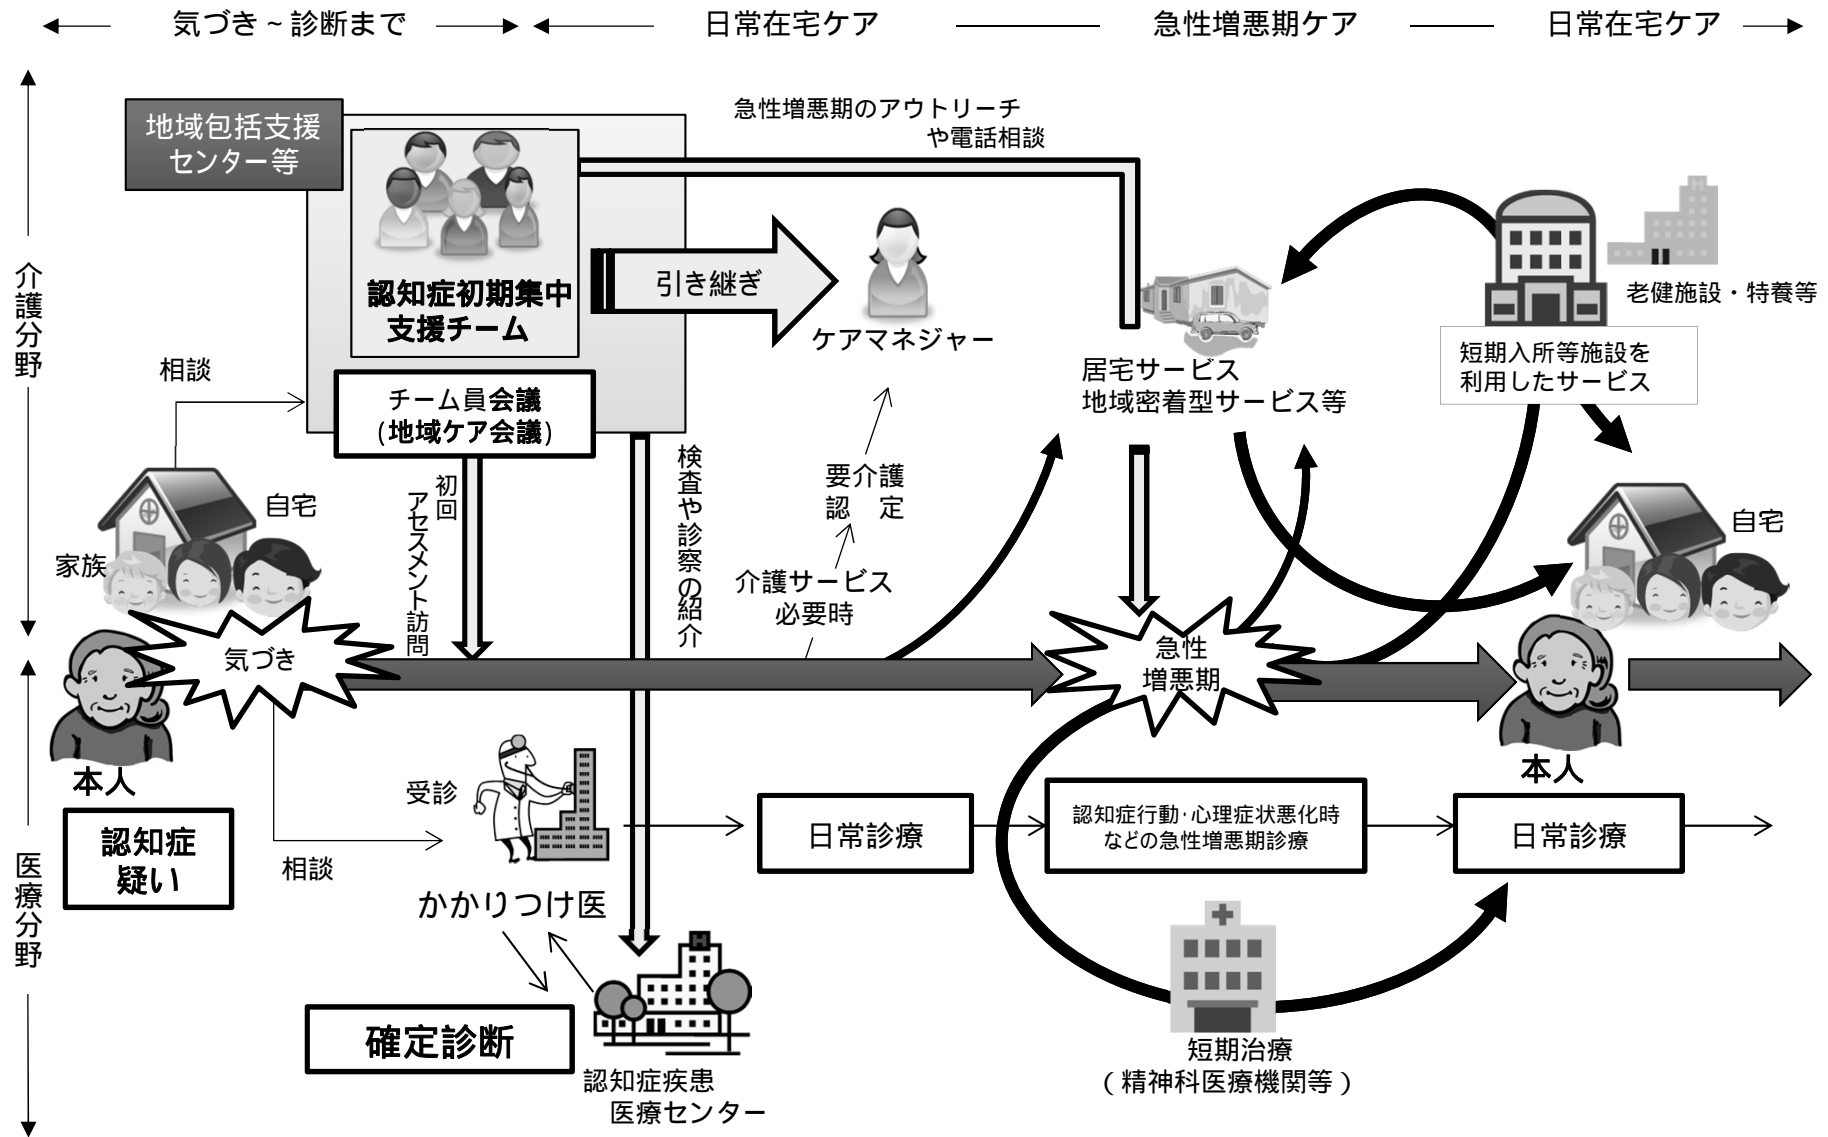 気づき～診断まで
日常在宅ケア
急性増悪期ケア
日常在宅ケア
介護分野
医療分野
地域包括支援
センター等
認知症初期集中
支援チーム
チーム員会議
(地域ケア会議)
急性増悪期のアウトリーチ
や電話相談
引き継ぎ
ケアマネジャー
居宅サービス
地域密着型サービス等
老健施設・特養等
短期入所等施設を
利用したサービス
相談
自宅
家族
初回
アセスメント訪問
検査や診察の紹介
要介護
認　定
介護サービス
必要時
自宅
気づき
急性
増悪期
本人
本人
認知症
疑い
相談
受診
かかりつけ医
日常診療
認知症行動･心理症状悪化時
などの急性増悪期診療
日常診療
確定診断
認知症疾患
医療センター
短期治療
（精神科医療機関等）